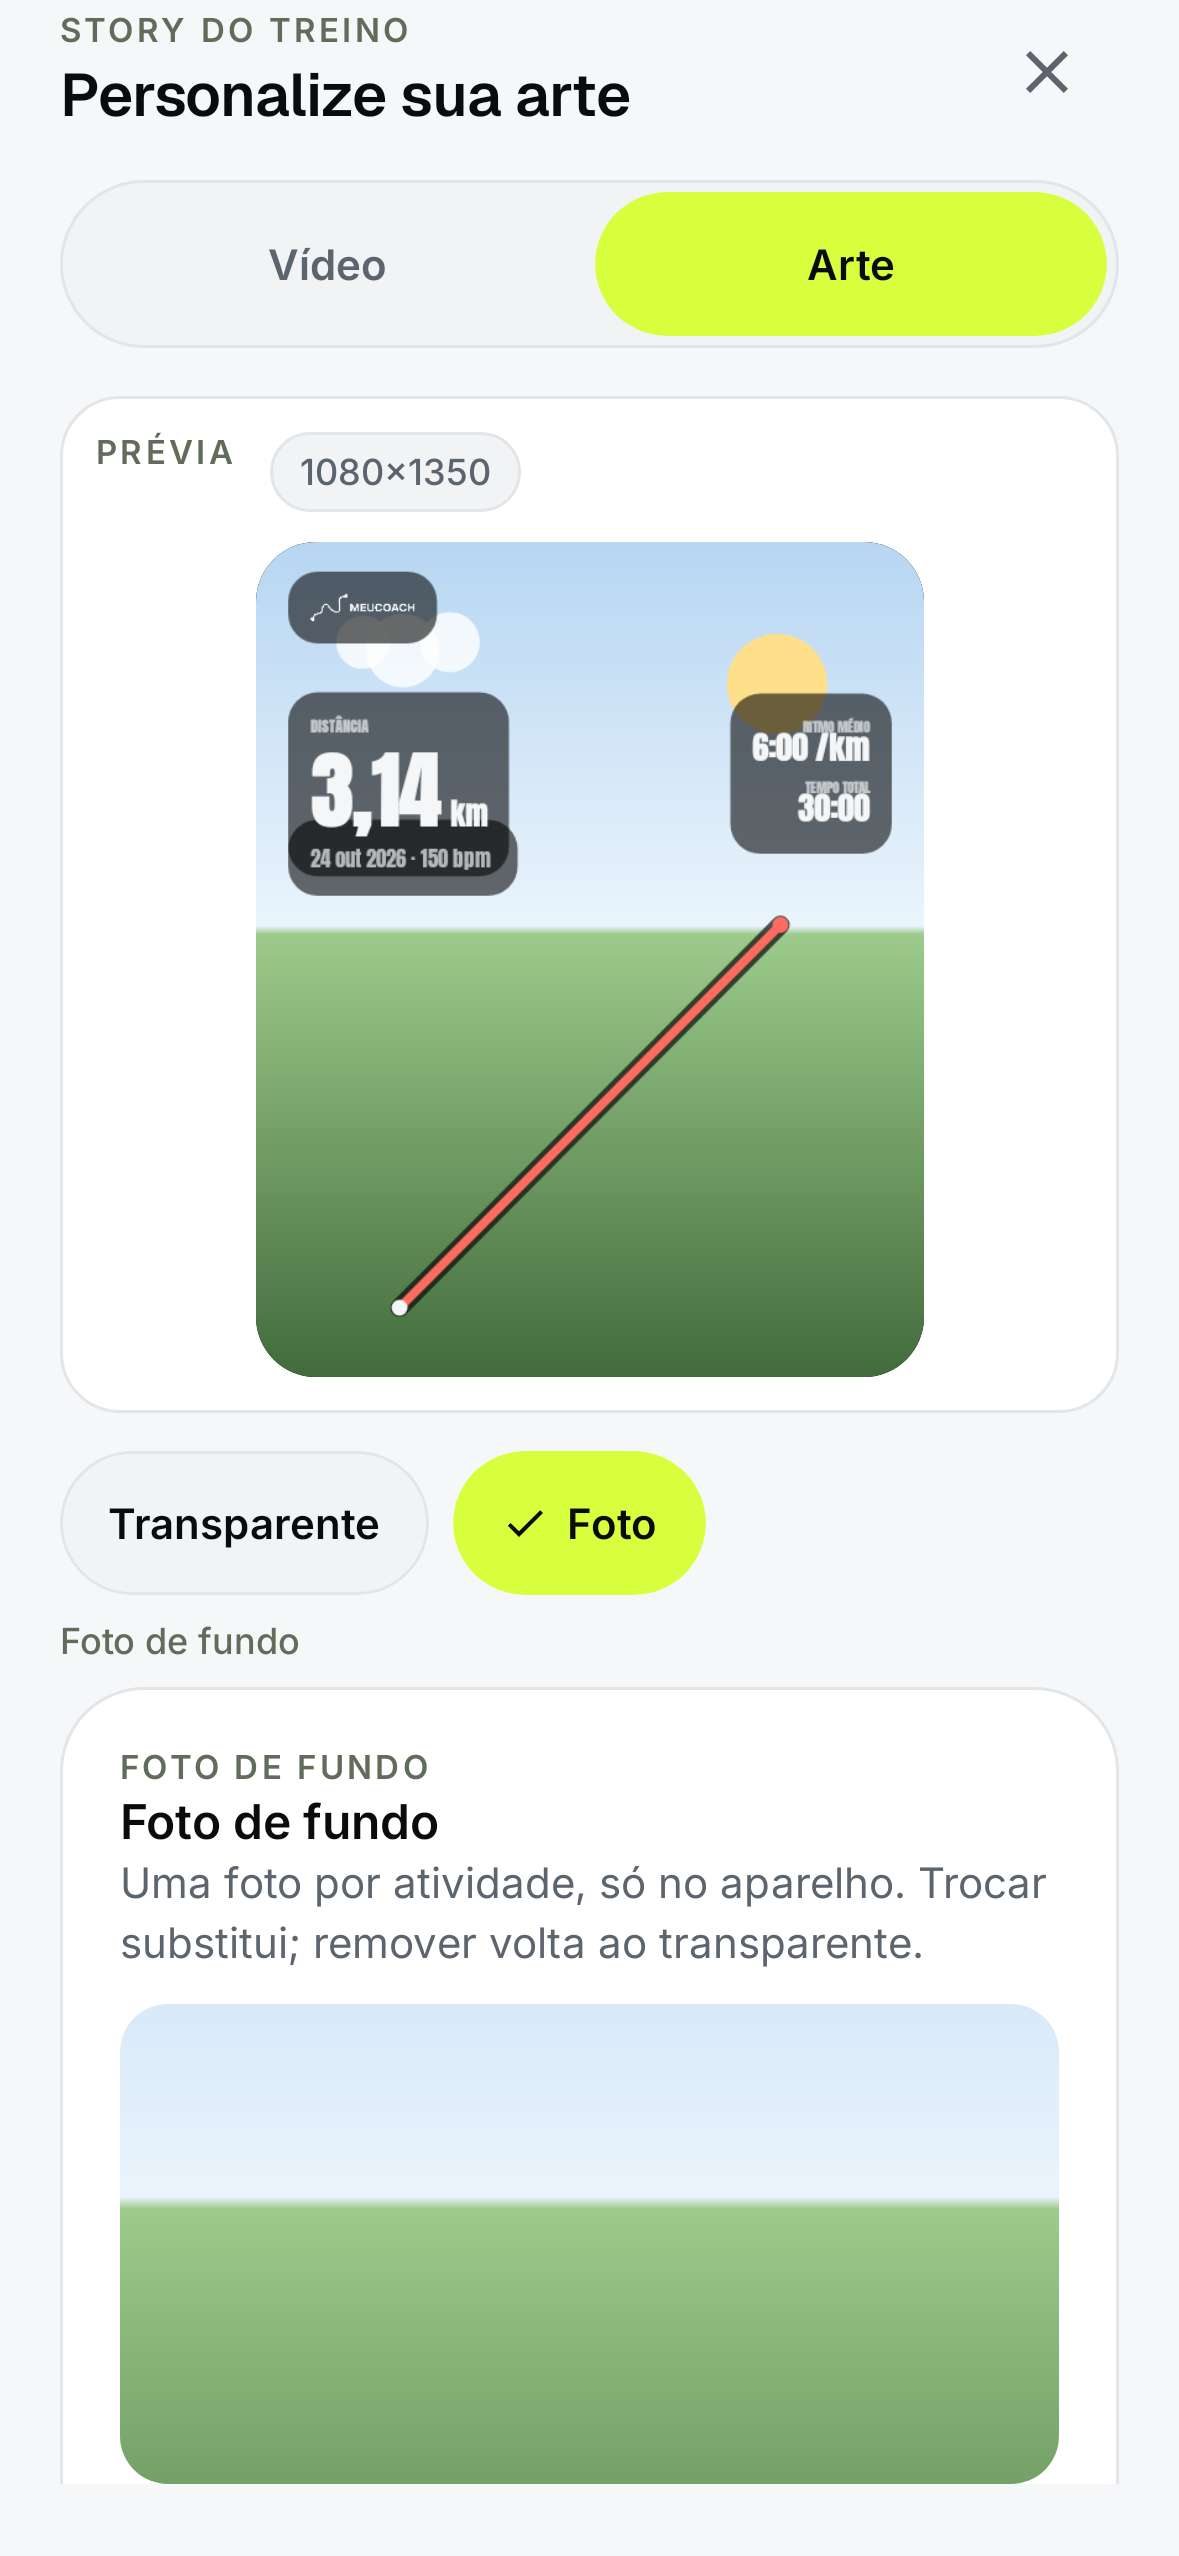 STORY DO TREINO
Personalize sua arte
Vídeo
Arte
PRÉVIA
1080×1350
MEUCOACH
DISTÂNCIA
3,14 km
24 out 2026 · 150 bpm
RITMO MÉDIO
6:00 /km
TEMPO TOTAL
30:00
Transparente
Foto
Foto de fundo
FOTO DE FUNDO
Foto de fundo
Uma foto por atividade, só no aparelho. Trocar
substitui; remover volta ao transparente.